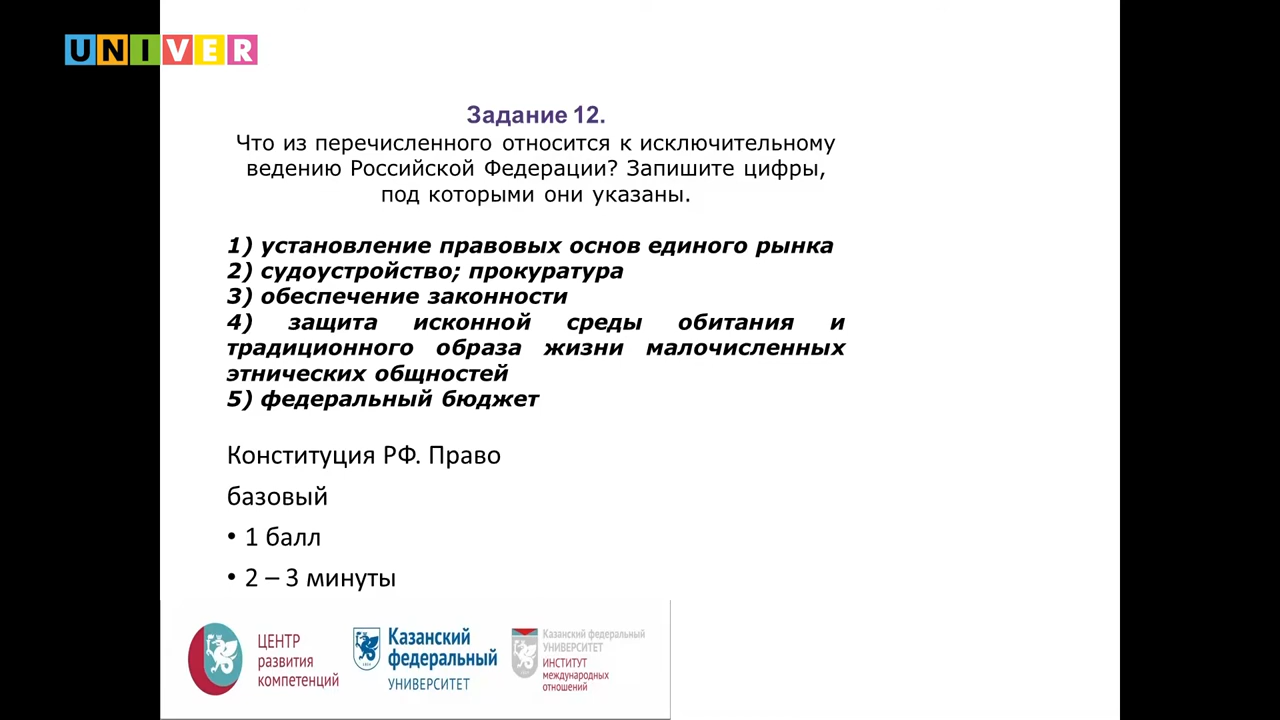 UNIVER
Задание 12.
Что из перечисленного относится к исключительному
ведению Российской Федерации? Запишите цифры,
под которыми они указаны.
1) установление правовых основ единого рынка
2) судоустройство; прокуратура
3) обеспечение законности
4) защита исконной среды обитания и
традиционного образа жизни малочисленных
этнических общностей
5) федеральный бюджет
Конституция РФ. Право
базовый
• 1 балл
• 2 – 3 минуты
ЦЕНТР
развития
компетенций
Казанский
федеральный
УНИВЕРСИТЕТ
Казанский федеральный
УНИВЕРСИТЕТ
ИНСТИТУТ
международных
отношений